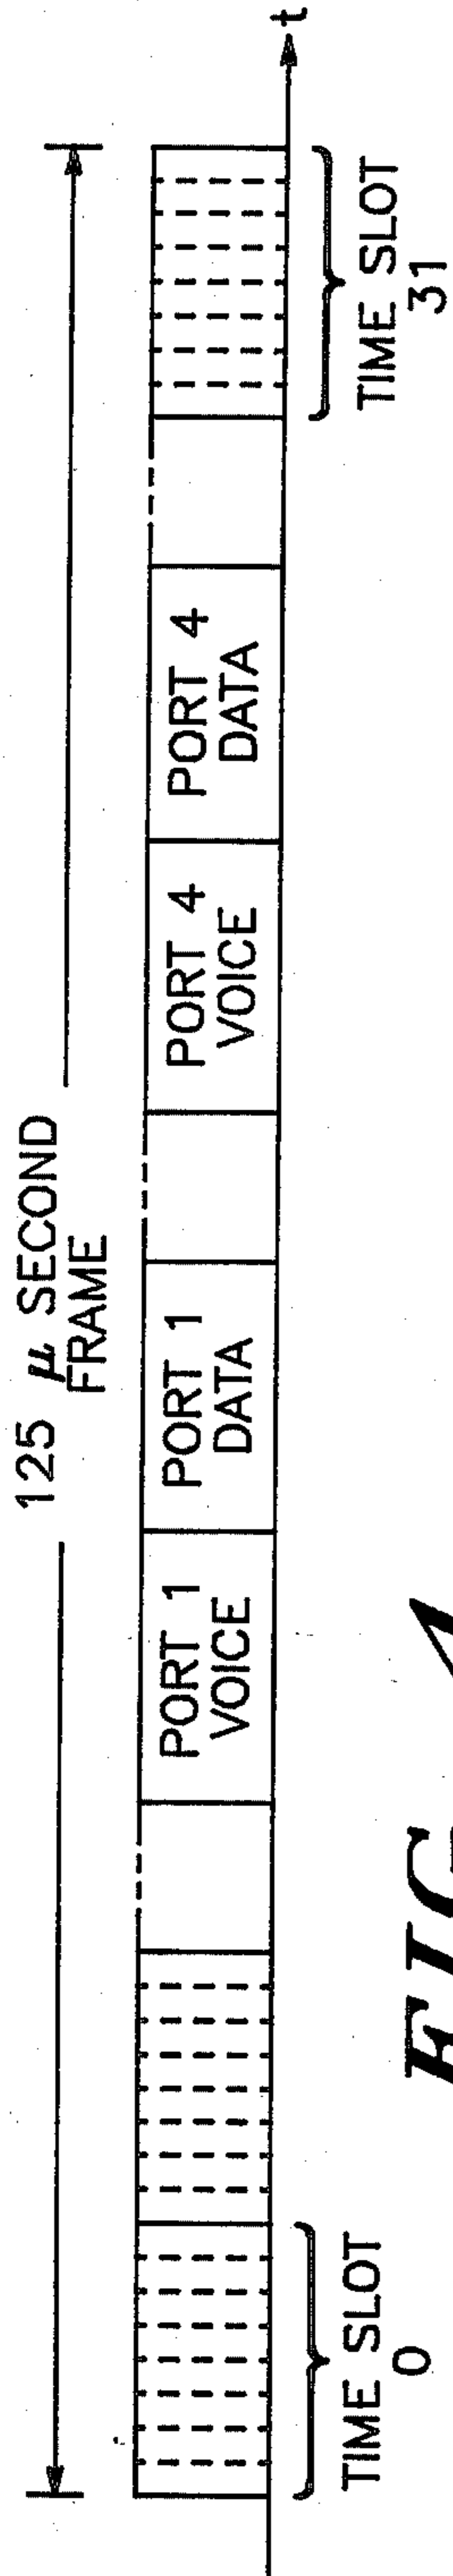 125 μ SECOND
FRAME
PORT 1
VOICE
PORT 1
DATA
PORT 4
VOICE
PORT 4
DATA
t
TIME SLOT
0
TIME SLOT
31